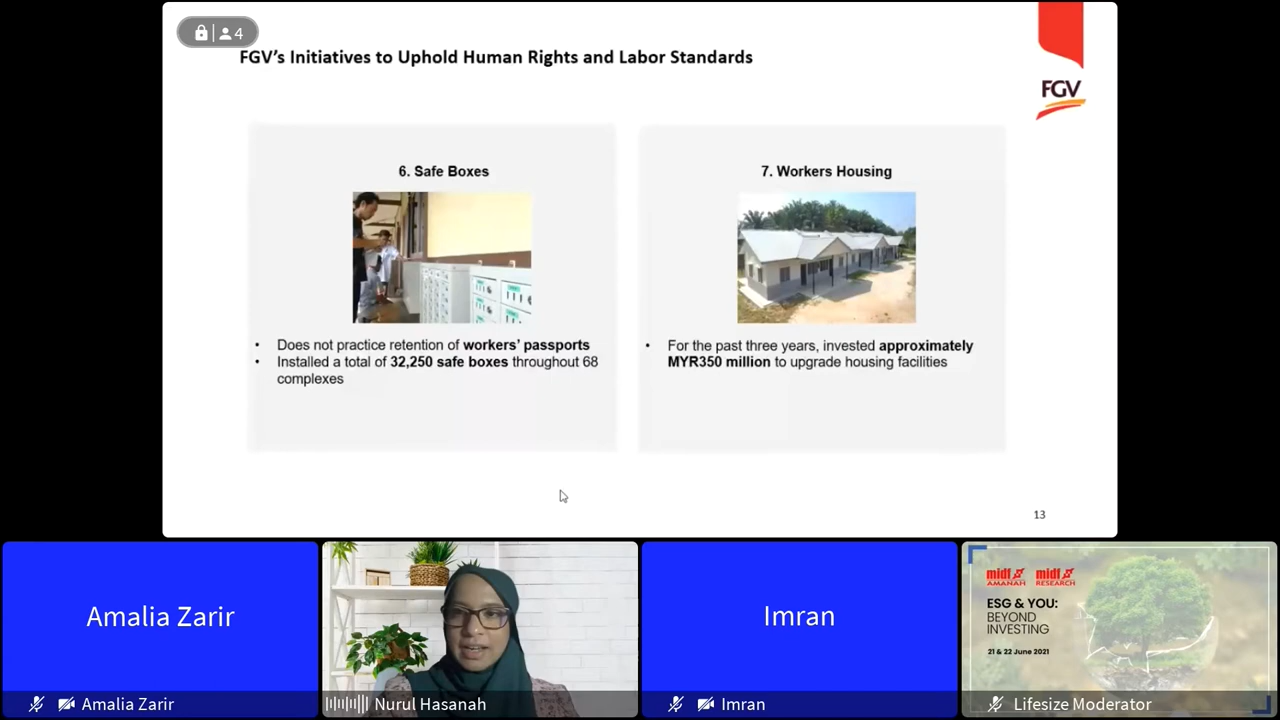 4
FGV's Initiatives to Uphold Human Rights and Labor Standards
FGV
6. Safe Boxes
• Does not practice retention of workers' passports
• Installed a total of 32,250 safe boxes throughout 68
complexes
7. Workers Housing
• For the past three years, invested approximately
MYR350 million to upgrade housing facilities
13
Amalia Zarir
Amalia Zarir
Nurul Hasanah
Imran
Imran
midf midf
AMANAH RESEARCH
ESG & YOU:
BEYOND
INVESTING
21 & 22 June 2021
Lifesize Moderator